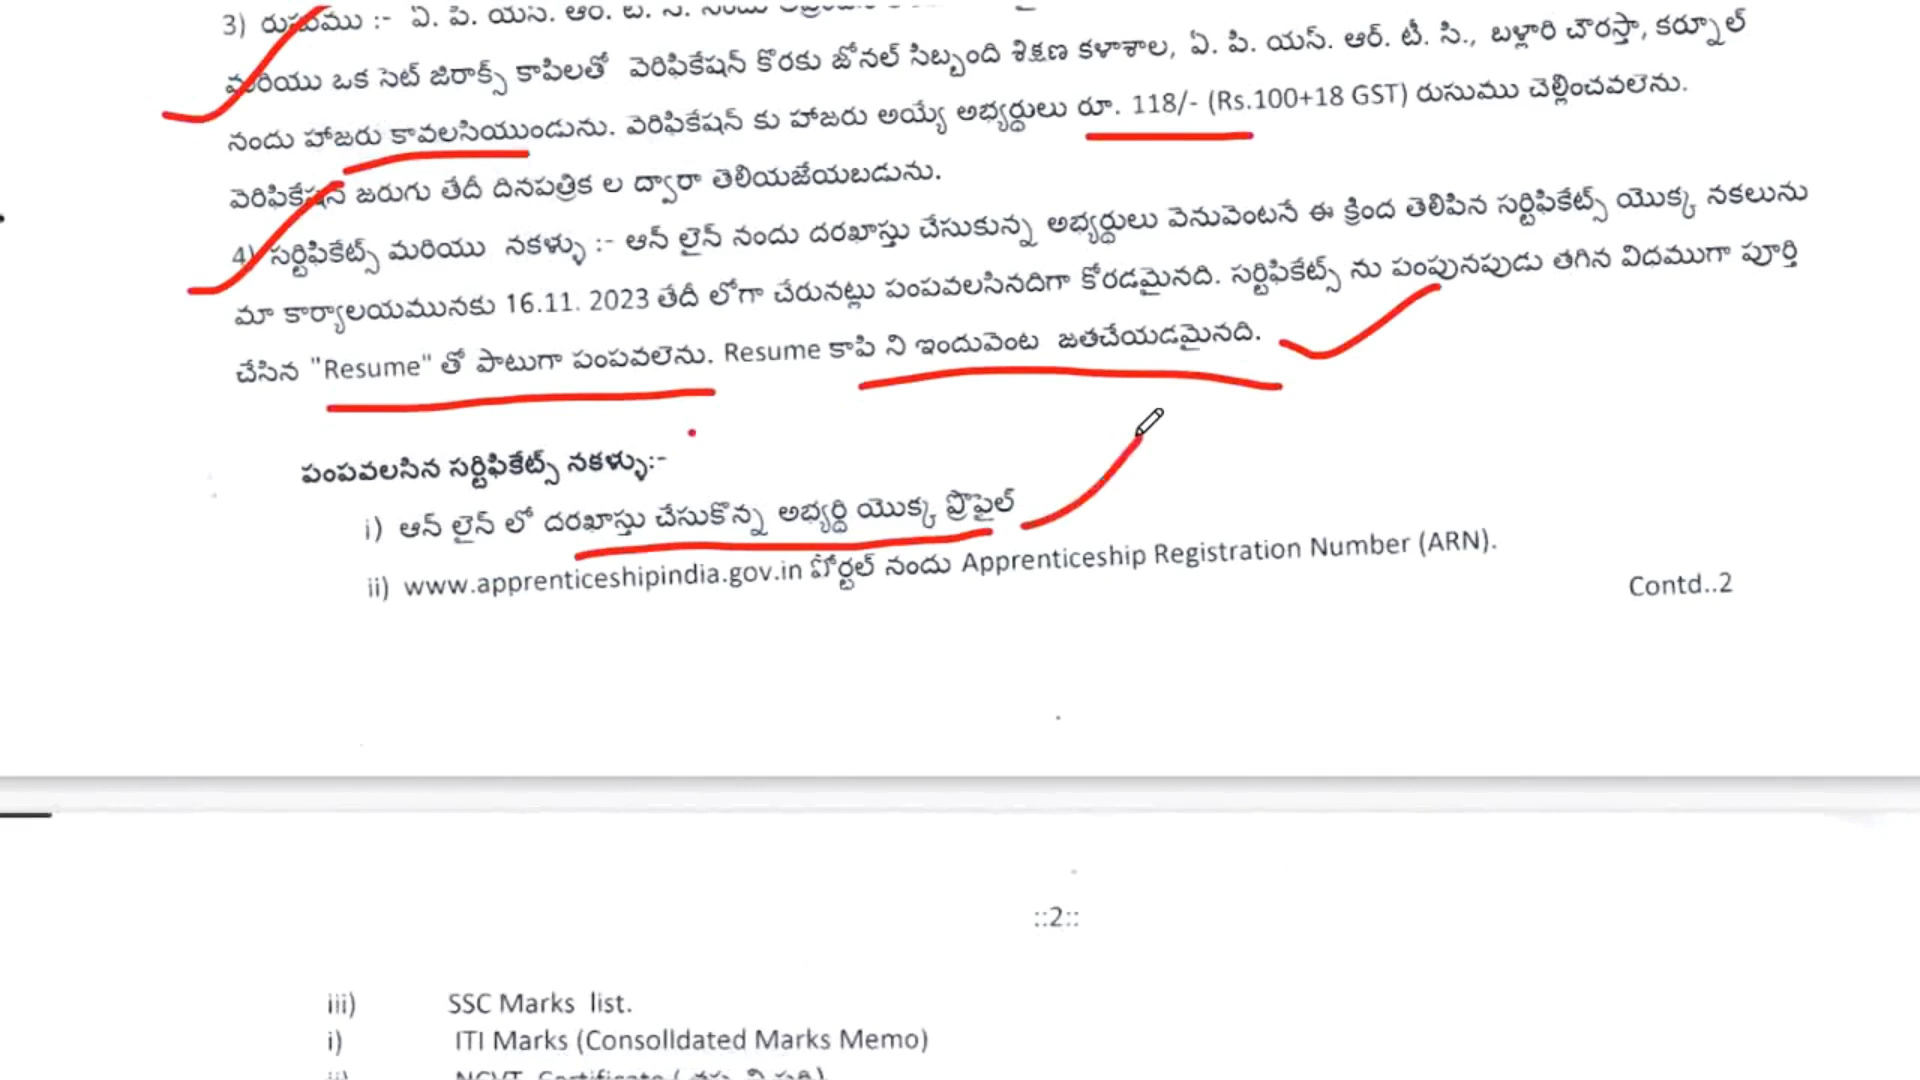 3) రుసుము :- ఏ. పి. యస్. ఆర్. టి. సి. నందు
మరియు ఒక సెట్ జిరాక్స్ కాపిలతో వెరిఫికేషన్ కొరకు జోనల్ సిబ్బంది శిక్షణ కళాశాల, ఏ. పి. యస్. ఆర్. టీ. సి., బళ్లారి చౌరస్తా, కర్నూల్
నందు హాజరు కావలసియుండును. వెరిఫికేషన్ కు హాజరు అయ్యే అభ్యర్థులు రూ. 118/- (Rs.100+18 GST) రుసుము చెల్లించవలెను.
వెరిఫికేషన్ జరుగు తేదీ దినపత్రిక ల ద్వారా తెలియజేయబడును.
4) సర్టిఫికేట్స్ మరియు నకళ్ళు :- ఆన్ లైన్ నందు దరఖాస్తు చేసుకున్న అభ్యర్థులు వెనువెంటనే ఈ క్రింద తెలిపిన సర్టిఫికేట్స్ యొక్క నకలును
మా కార్యాలయమునకు 16.11. 2023 తేదీ లోగా చేరునట్లు పంపవలసినదిగా కోరడమైనది. సర్టిఫికేట్స్ ను పంపునపుడు తగిన విదముగా పూర్తి
చేసిన "Resume" తో పాటుగా పంపవలెను. Resume కాపి ని ఇందువెంట జతచేయడమైనది.
పంపవలసిన సర్టిఫికేట్స్ నకళ్ళు:-
i) ఆన్ లైన్ లో దరఖాస్తు చేసుకొన్న అభ్యర్ది యొక్క ప్రొఫైల్
ii) www.apprenticeshipindia.gov.in పోర్టల్ నందు Apprenticeship Registration Number (ARN).
Contd..2
::2::
iii) SSC Marks list.
i) ITI Marks (Consolldated Marks Memo)
ii) NCVT Certificate (